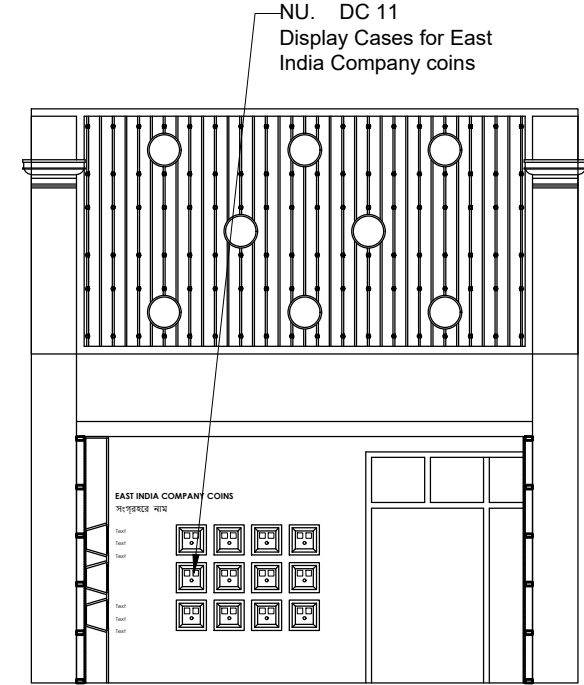 NU. DC 11
Display Cases for East
India Company coins
EAST INDIA COMPANY COINS
সংগ্রহরে নাম
Text
Text
Text
Text
Text
Text